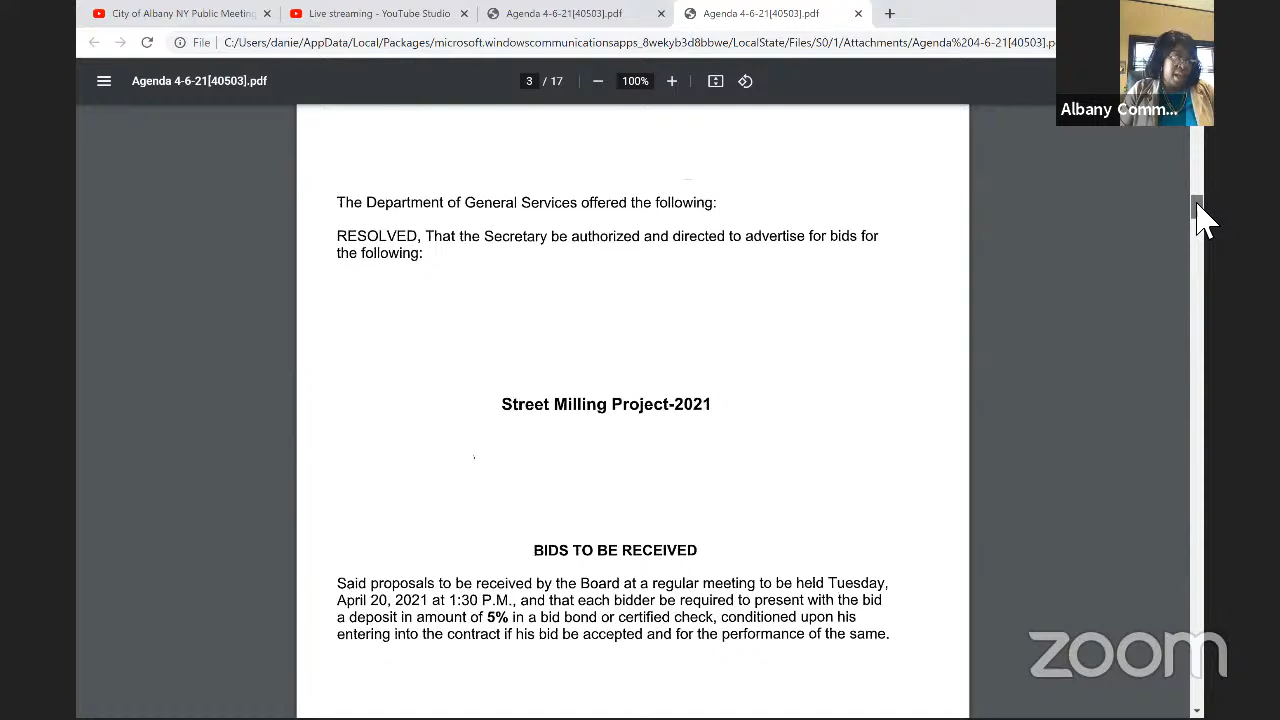 City of Albany NY Public Meeting
Live streaming - YouTube Studio
Agenda 4-6-21[40503].pdf
Agenda 4-6-21[40503].pdf
File
C:/Users/danie/AppData/Local/Packages/microsoft.windowscommunicationsapps_8wekyb3d8bbwe/LocalState/Files/S0/1/Attachments/Agenda%204-6-21[40503].p
Agenda 4-6-21[40503].pdf
3 / 17
100%
Albany Comm...
The Department of General Services offered the following:
RESOLVED, That the Secretary be authorized and directed to advertise for bids for
the following:
Street Milling Project-2021
BIDS TO BE RECEIVED
Said proposals to be received by the Board at a regular meeting to be held Tuesday,
April 20, 2021 at 1:30 P.M., and that each bidder be required to present with the bid
a deposit in amount of 5% in a bid bond or certified check, conditioned upon his
entering into the contract if his bid be accepted and for the performance of the same.
zoom